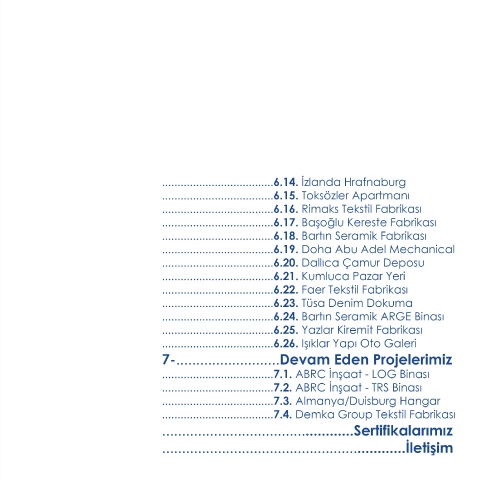 .....................................6.14. İzlanda Hrafnaburg
.....................................6.15. Toksözler Apartmanı
.....................................6.16. Rimaks Tekstil Fabrikası
.....................................6.17. Başoğlu Kereste Fabrikası
.....................................6.18. Bartın Seramik Fabrikası
.....................................6.19. Doha Abu Adel Mechanical
.....................................6.20. Dallıca Çamur Deposu
.....................................6.21. Kumluca Pazar Yeri
.....................................6.22. Faer Tekstil Fabrikası
.....................................6.23. Tüsa Denim Dokuma
.....................................6.24. Bartın Seramik ARGE Binası
.....................................6.25. Yazlar Kiremit Fabrikası
.....................................6.26. Işıklar Yapı Oto Galeri
7-..........................Devam Eden Projelerimiz
.....................................7.1. ABRC İnşaat - LOG Binası
.....................................7.2. ABRC İnşaat - TRS Binası
.....................................7.3. Almanya/Duisburg Hangar
.....................................7.4. Demka Group Tekstil Fabrikası
................................................Sertifikalarımız
.............................................................İletişim